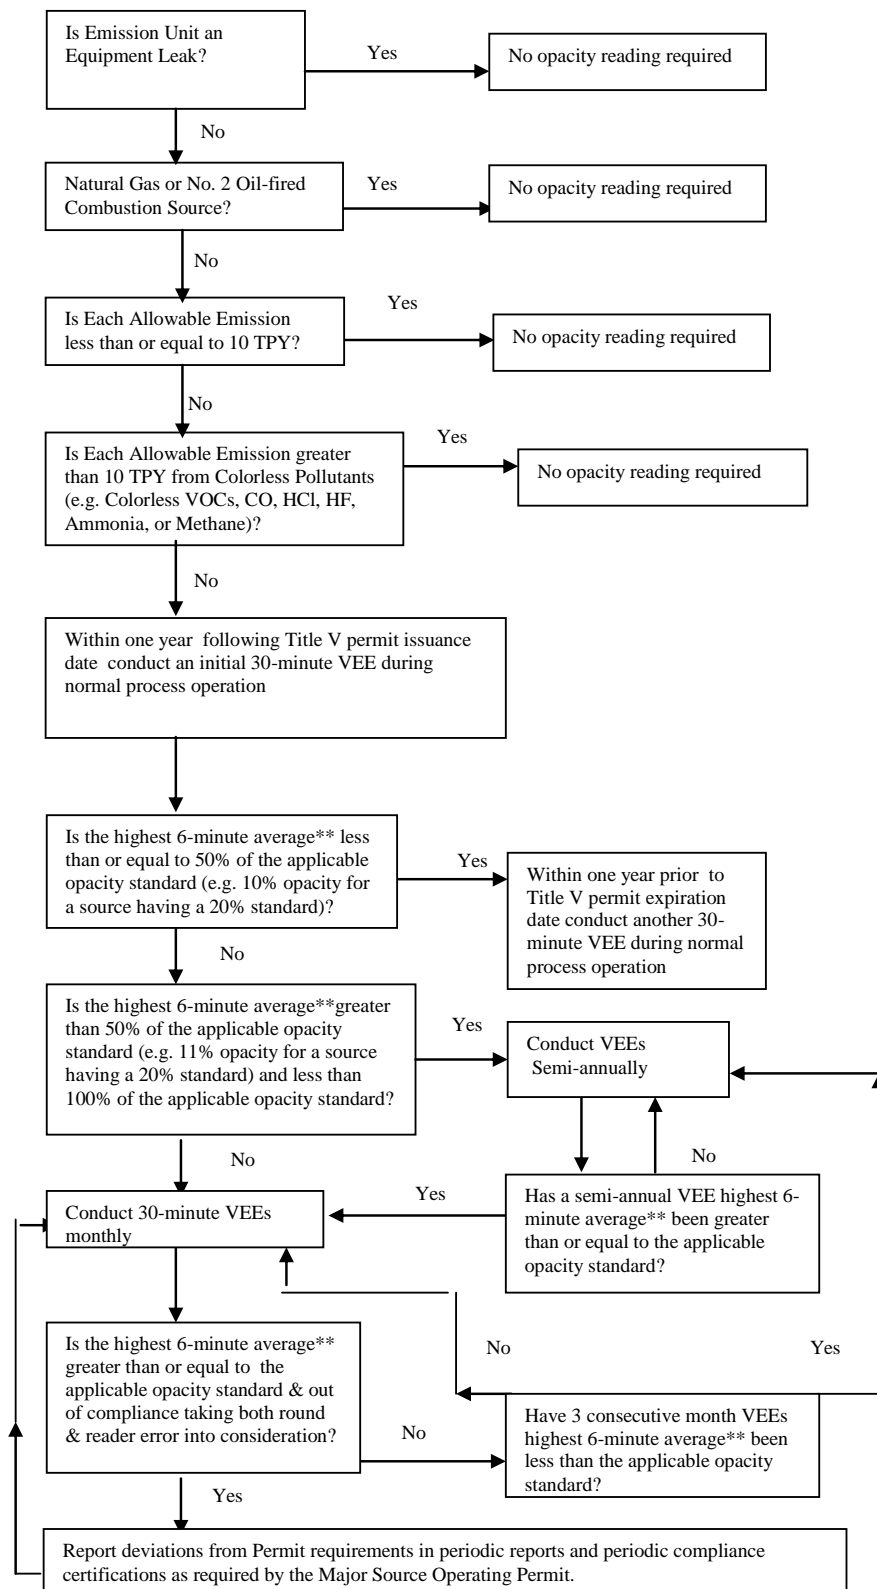 Is Emission Unit an
Equipment Leak?
Yes
No opacity reading required
No
Natural Gas or No. 2 Oil-fired
Combustion Source?
Yes
No opacity reading required
No
Is Each Allowable Emission
less than or equal to 10 TPY?
Yes
No opacity reading required
No
Is Each Allowable Emission greater
than 10 TPY from Colorless Pollutants
(e.g. Colorless VOCs, CO, HCl, HF,
Ammonia, or Methane)?
Yes
No opacity reading required
No
Within one year following Title V permit issuance
date conduct an initial 30-minute VEE during
normal process operation
Is the highest 6-minute average** less
than or equal to 50% of the applicable
opacity standard (e.g. 10% opacity for
a source having a 20% standard)?
Yes
Within one year prior to
Title V permit expiration
date conduct another 30-
minute VEE during normal
process operation
No
Is the highest 6-minute average**greater
than 50% of the applicable opacity
standard (e.g. 11% opacity for a source
having a 20% standard) and less than
100% of the applicable opacity standard?
Yes
Conduct VEEs
Semi-annually
No
No
Conduct 30-minute VEEs
monthly
Yes
Has a semi-annual VEE highest 6-
minute average** been greater
than or equal to the applicable
opacity standard?
Is the highest 6-minute average**
greater than or equal to the
applicable opacity standard & out
of compliance taking both round
& reader error into consideration?
No
No
Yes
Have 3 consecutive month VEEs
highest 6-minute average** been
less than the applicable opacity
standard?
Yes
Report deviations from Permit requirements in periodic reports and periodic compliance
certifications as required by the Major Source Operating Permit.